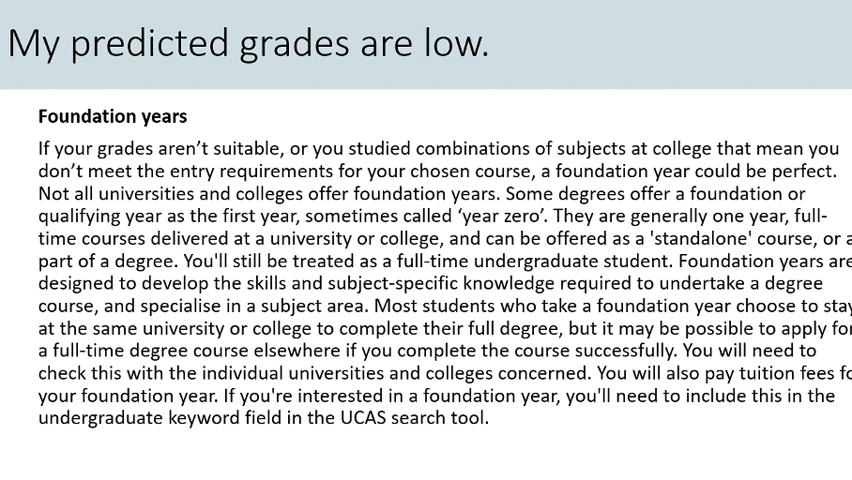 My predicted grades are low.
Foundation years
If your grades aren’t suitable, or you studied combinations of subjects at college that mean you
don’t meet the entry requirements for your chosen course, a foundation year could be perfect.
Not all universities and colleges offer foundation years. Some degrees offer a foundation or
qualifying year as the first year, sometimes called ‘year zero’. They are generally one year, full-
time courses delivered at a university or college, and can be offered as a 'standalone' course, or a
part of a degree. You'll still be treated as a full-time undergraduate student. Foundation years are
designed to develop the skills and subject-specific knowledge required to undertake a degree
course, and specialise in a subject area. Most students who take a foundation year choose to stay
at the same university or college to complete their full degree, but it may be possible to apply for
a full-time degree course elsewhere if you complete the course successfully. You will need to
check this with the individual universities and colleges concerned. You will also pay tuition fees fo
your foundation year. If you're interested in a foundation year, you'll need to include this in the
undergraduate keyword field in the UCAS search tool.